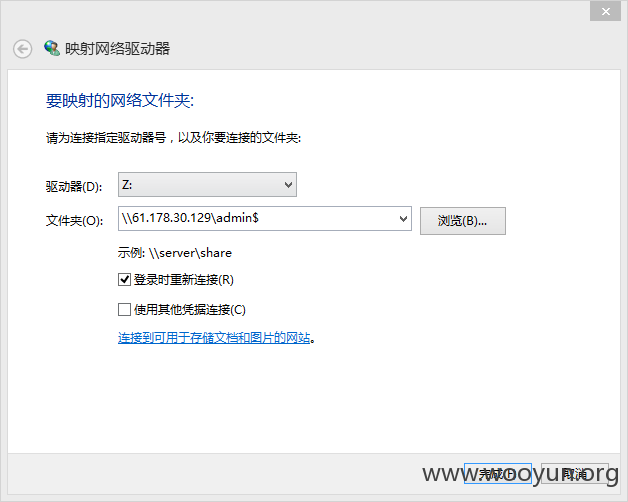 映射网络驱动器
要映射的网络文件夹:
请为连接指定驱动器号，以及你要连接的文件夹:
驱动器(D): Z:
文件夹(O): \\61.178.30.129\admin$ 浏览(B)...
示例: \\server\share
登录时重新连接(R)
使用其他凭据连接(C)
连接到可用于存储文档和图片的网站。
完成(F) 取消
www.wooyun.org